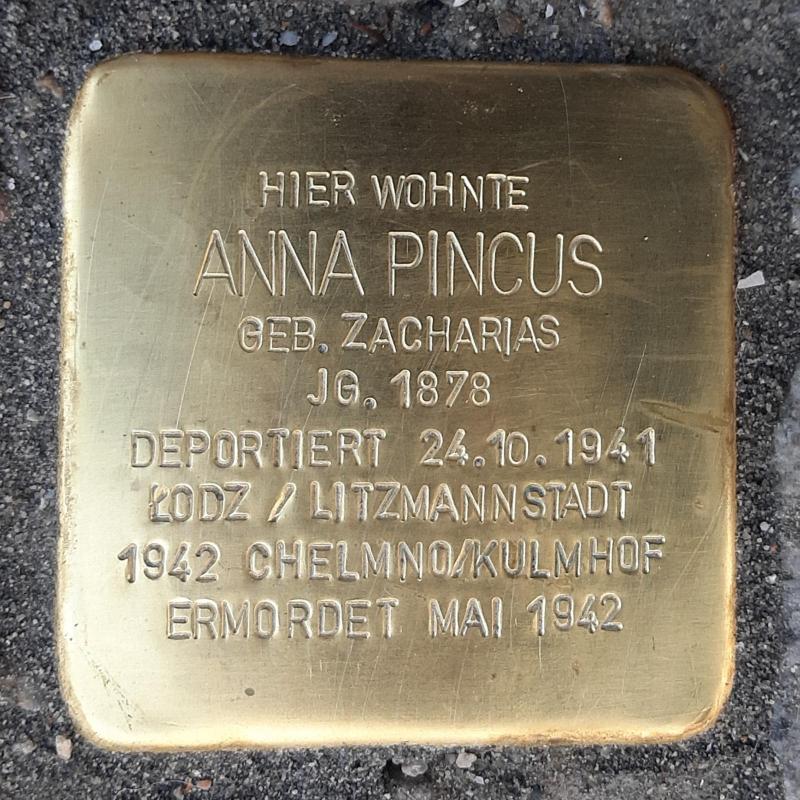 HIER WOHNTE
ANNA PINCUS
GEB. ZACHARIAS
JG. 1878
DEPORTIERT 24.10.1941
ŁODZ / LITZMANNSTADT
1942 CHELMNO/KULMHOF
ERMORDET MAI 1942